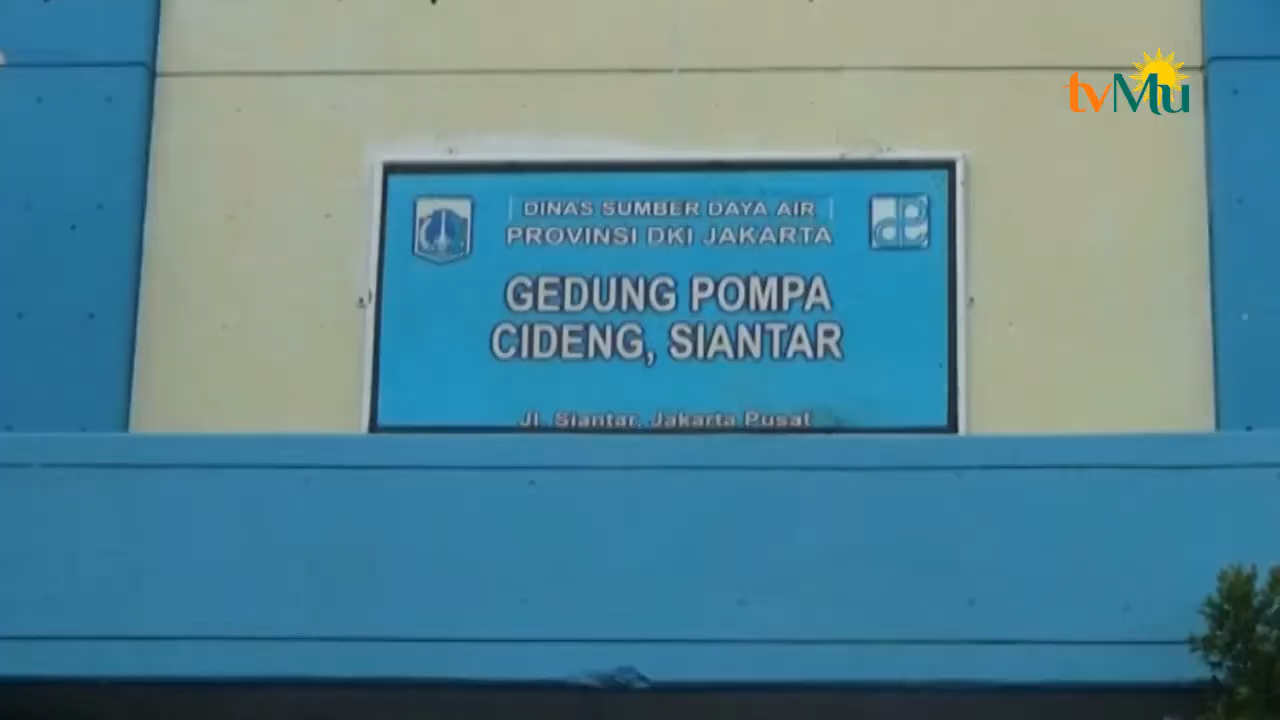 tvMu
DINAS SUMBER DAYA AIR
PROVINSI DKI JAKARTA
GEDUNG POMPA
CIDENG, SIANTAR
Jl. Siantar, Jakarta Pusat